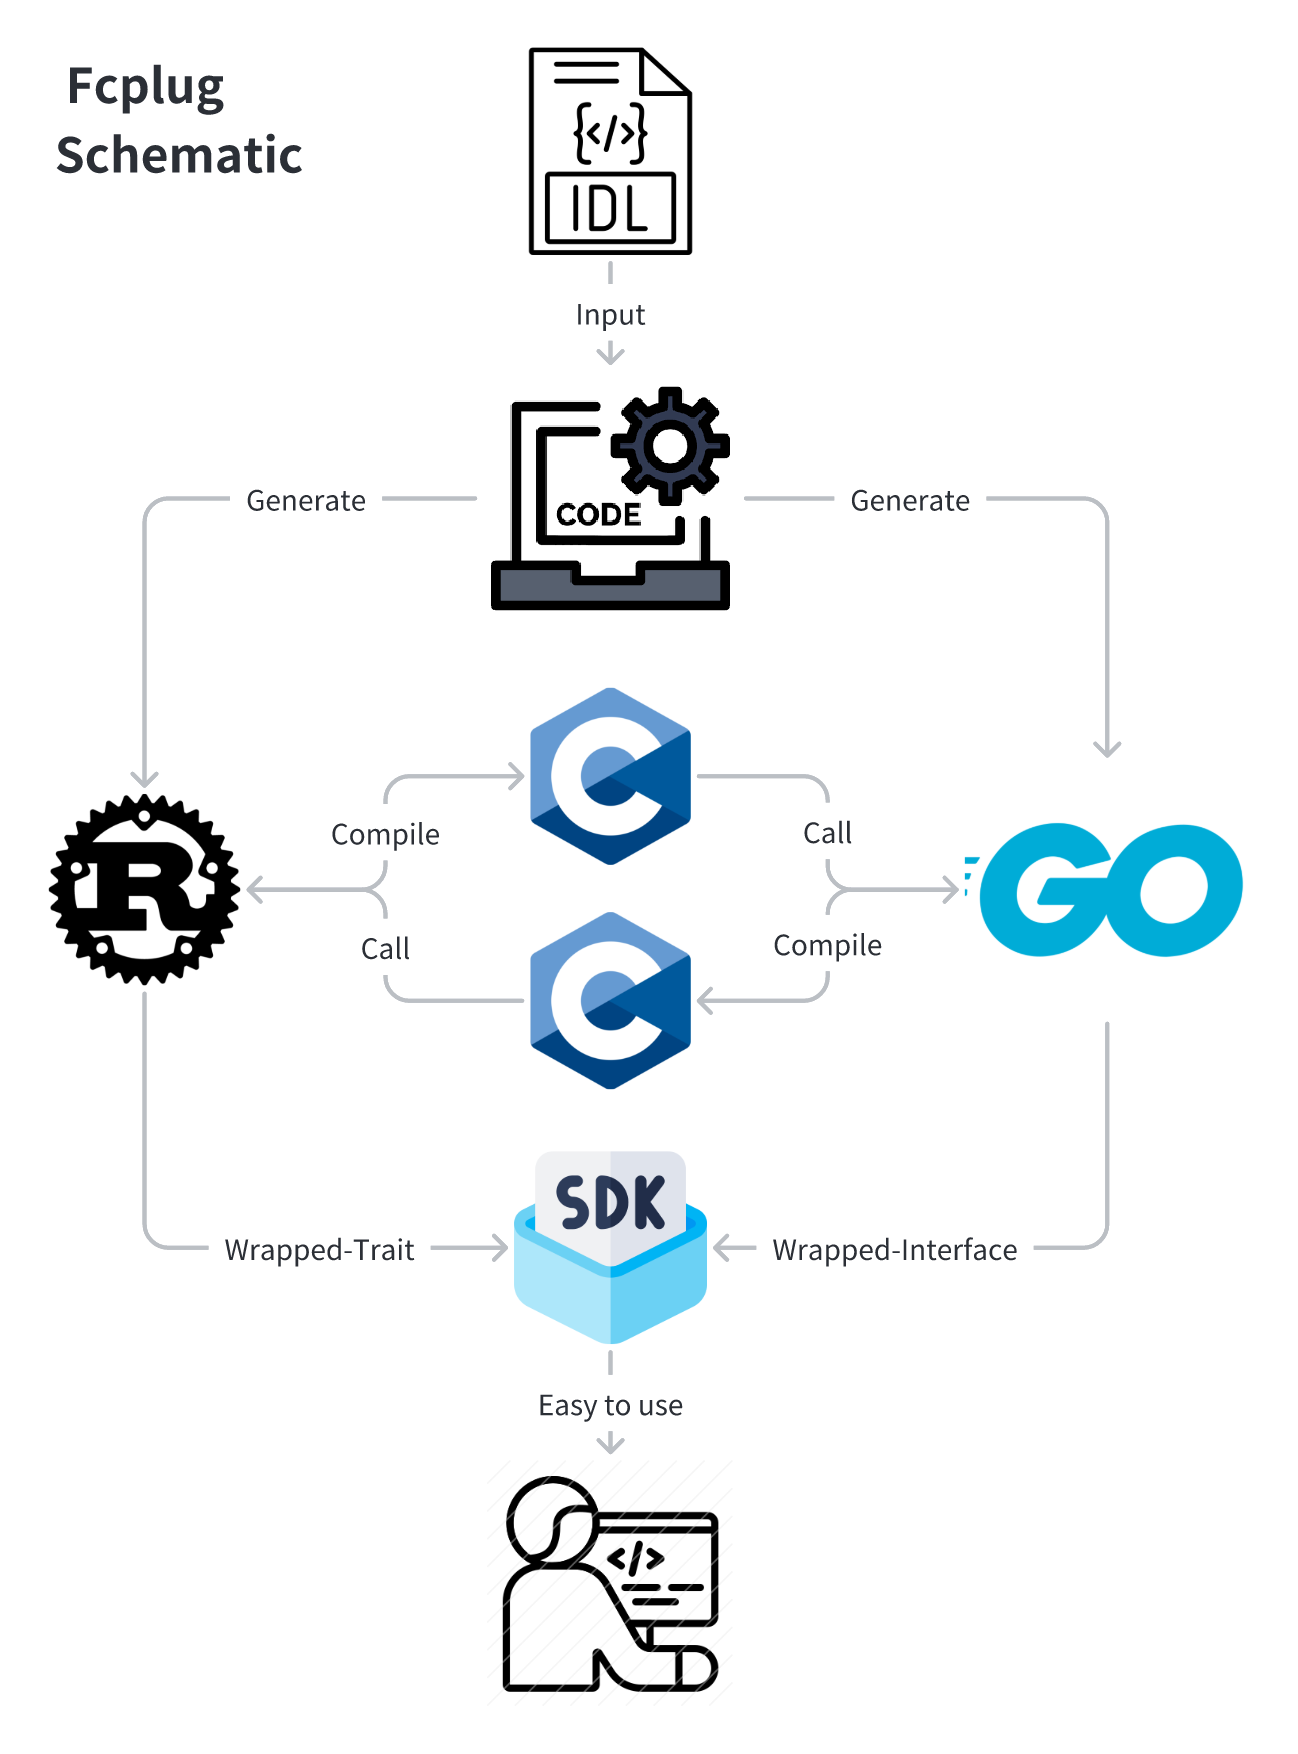 Fcplug
Schematic
{</>}
IDL
Input
CODE
Generate
Generate
C
Compile
Call
R
GO
Call
Compile
C
SDK
Wrapped-Trait
Wrapped-Interface
Easy to use
</>